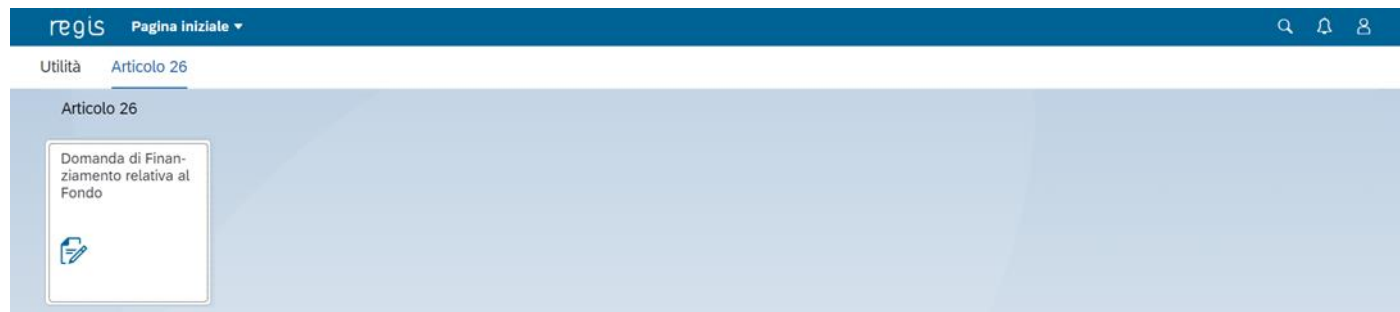 regis Pagina iniziale
Utilità Articolo 26
Articolo 26
Domanda di Finan-
ziamento relativa al
Fondo